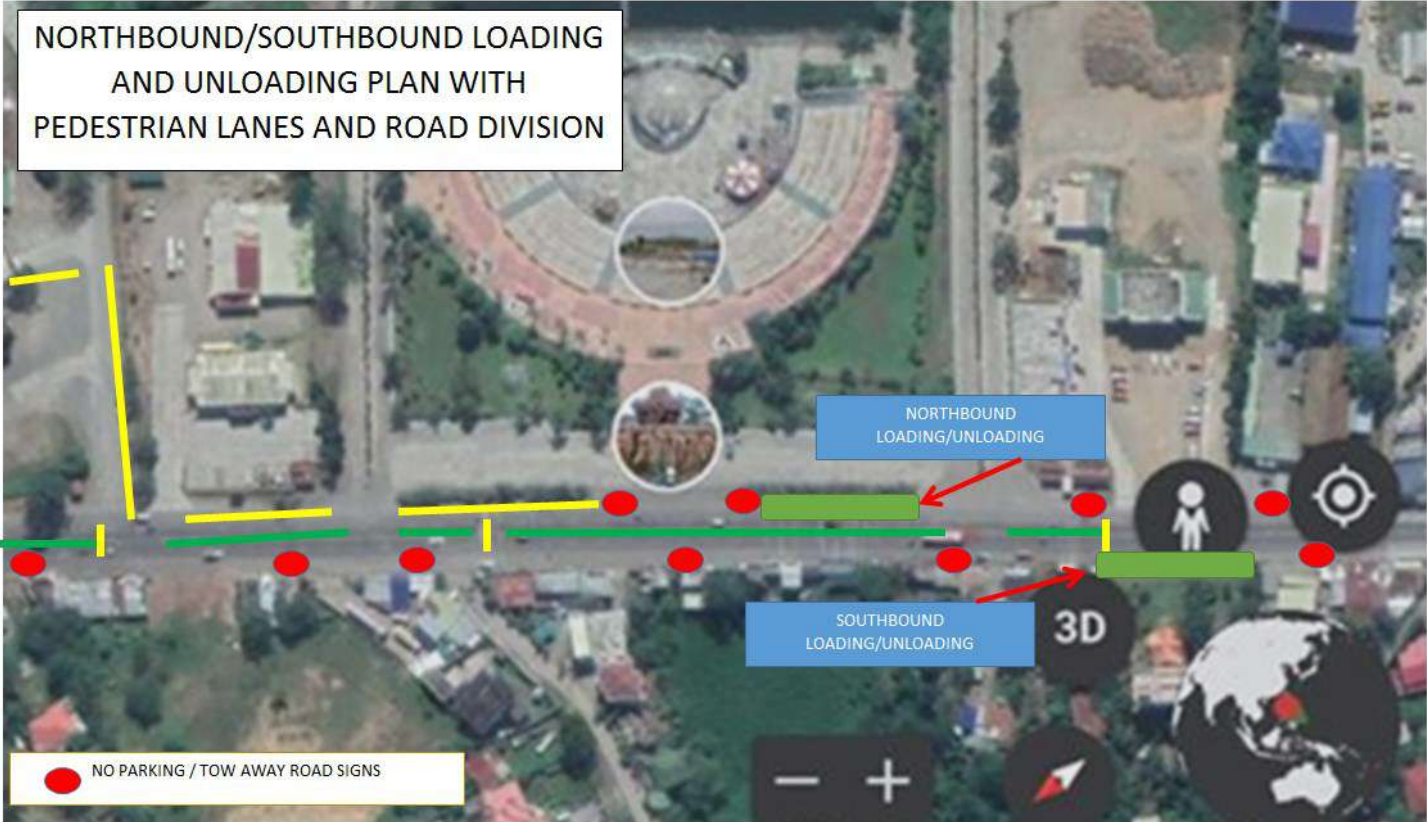 NORTHBOUND/SOUTHBOUND LOADING
AND UNLOADING PLAN WITH
PEDESTRIAN LANES AND ROAD DIVISION
NORTHBOUND
LOADING/UNLOADING
SOUTHBOUND
LOADING/UNLOADING
3D
NO PARKING / TOW AWAY ROAD SIGNS